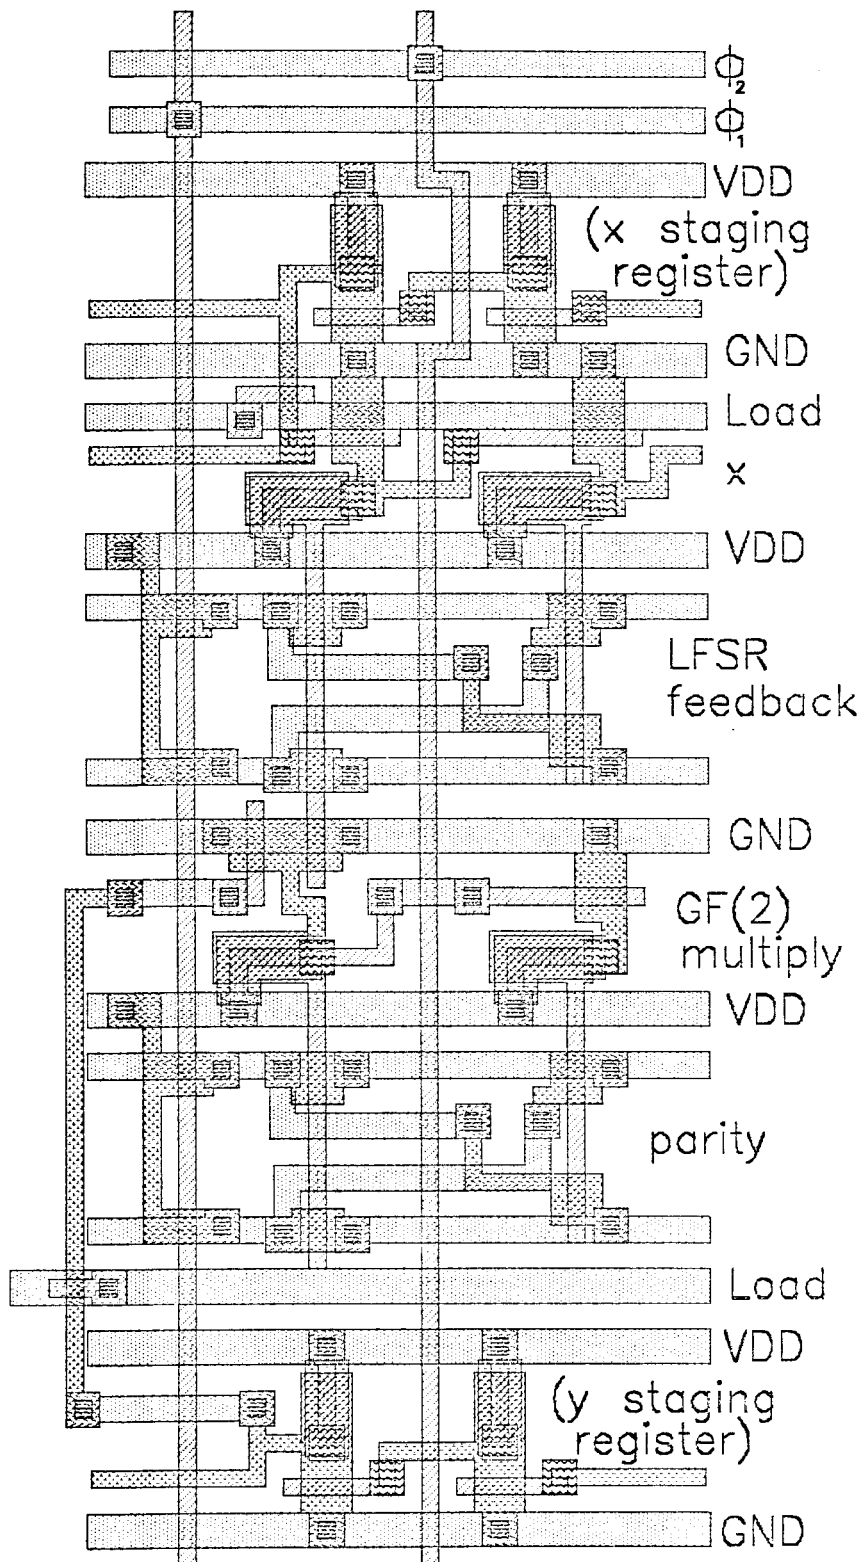 ϕ2
ϕ1
VDD
(x staging
register)
GND
Load
x
VDD
LFSR
feedback
GND
GF(2)
multiply
VDD
parity
Load
VDD
(y staging
register)
GND